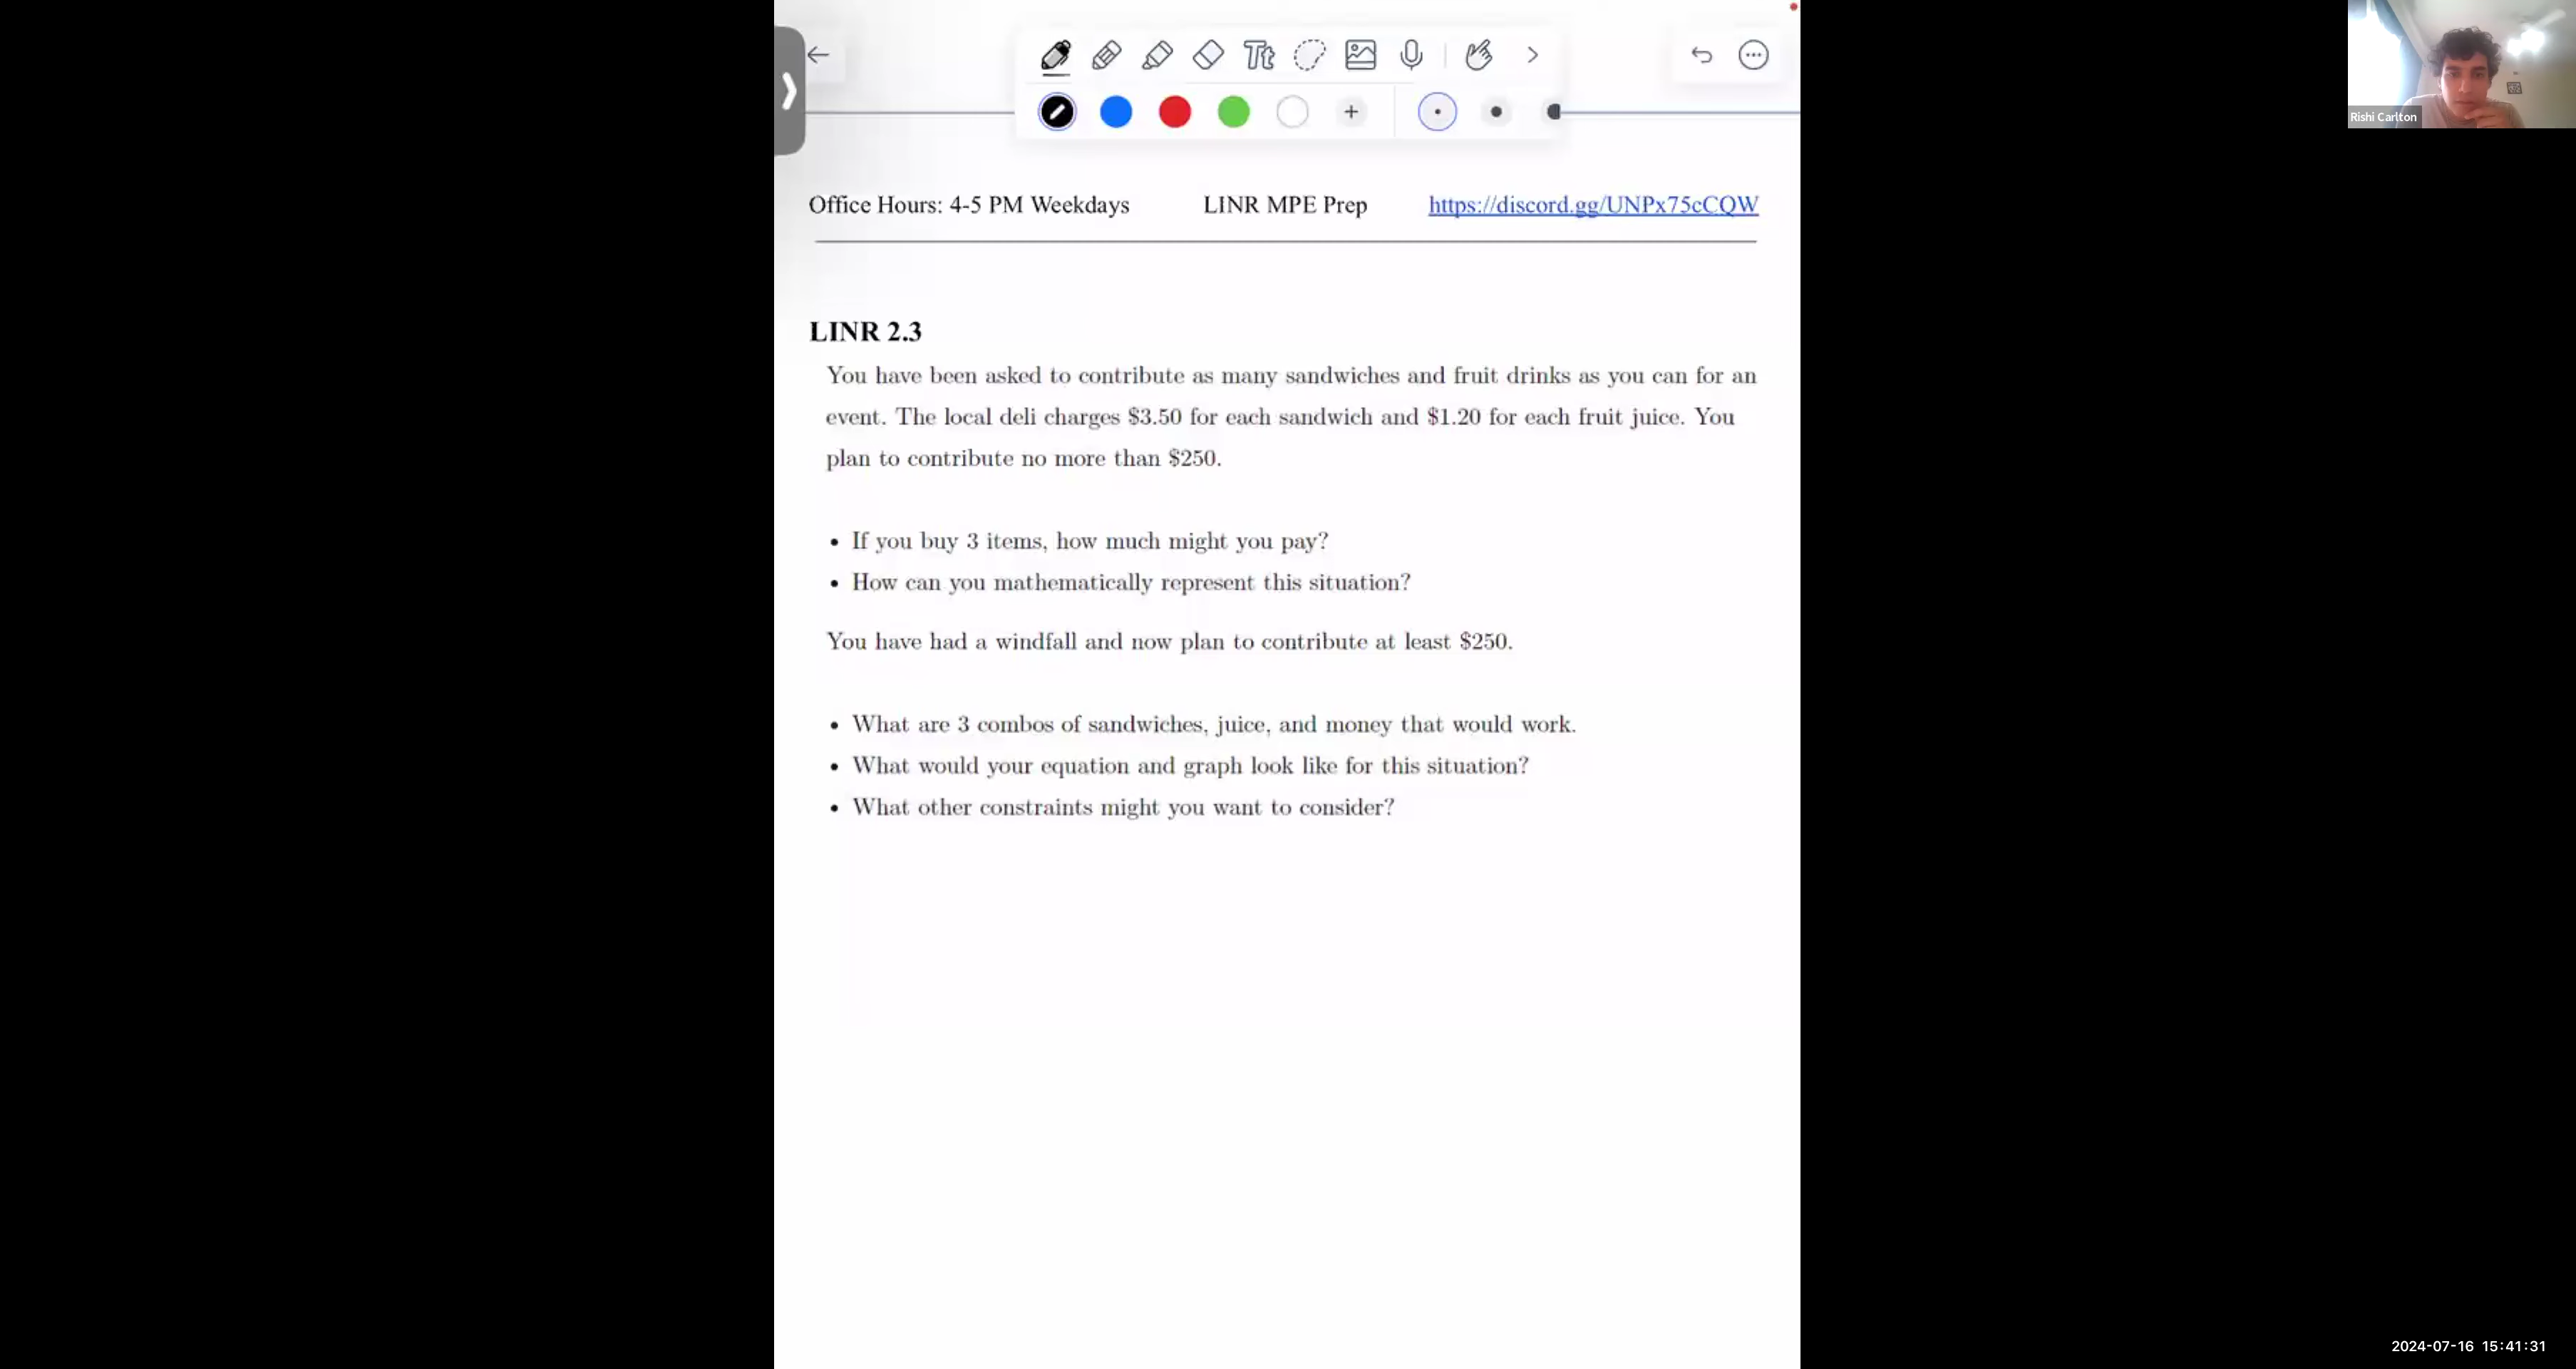 Tt
Rishi Carlton
Office Hours: 4-5 PM Weekdays LINR MPE Prep https://discord.gg/UNPx75cCQW
LINR 2.3
You have been asked to contribute as many sandwiches and fruit drinks as you can for an
event. The local deli charges $3.50 for each sandwich and $1.20 for each fruit juice. You
plan to contribute no more than $250.
• If you buy 3 items, how much might you pay?
• How can you mathematically represent this situation?
You have had a windfall and now plan to contribute at least $250.
• What are 3 combos of sandwiches, juice, and money that would work.
• What would your equation and graph look like for this situation?
• What other constraints might you want to consider?
2024-07-16 15:41:31